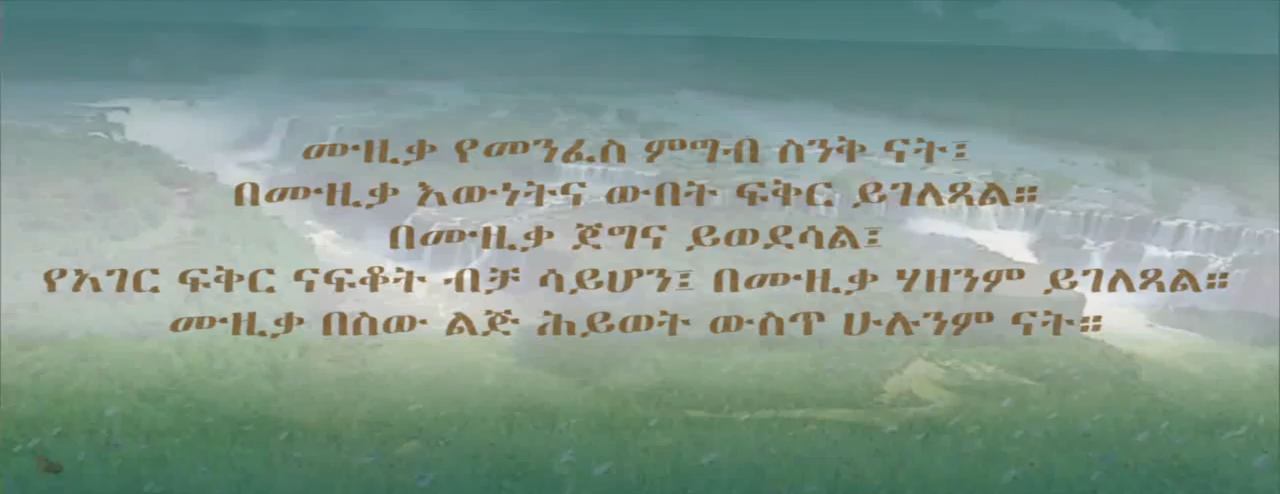 ሙዚቃ የመንፈስ ምግብ ስንቅ ናት፤
በሙዚቃ እውነትና ውበት ፍቅር ይገለጻል።
በሙዚቃ ጀግና ይወደሳል፤
የአገር ፍቅር ናፍቆት ብቻ ሳይሆን፤ በሙዚቃ ሃዘንም ይገለጻል።
ሙዚቃ በስው ልጅ ሕይወት ውስጥ ሁሉንም ናት።